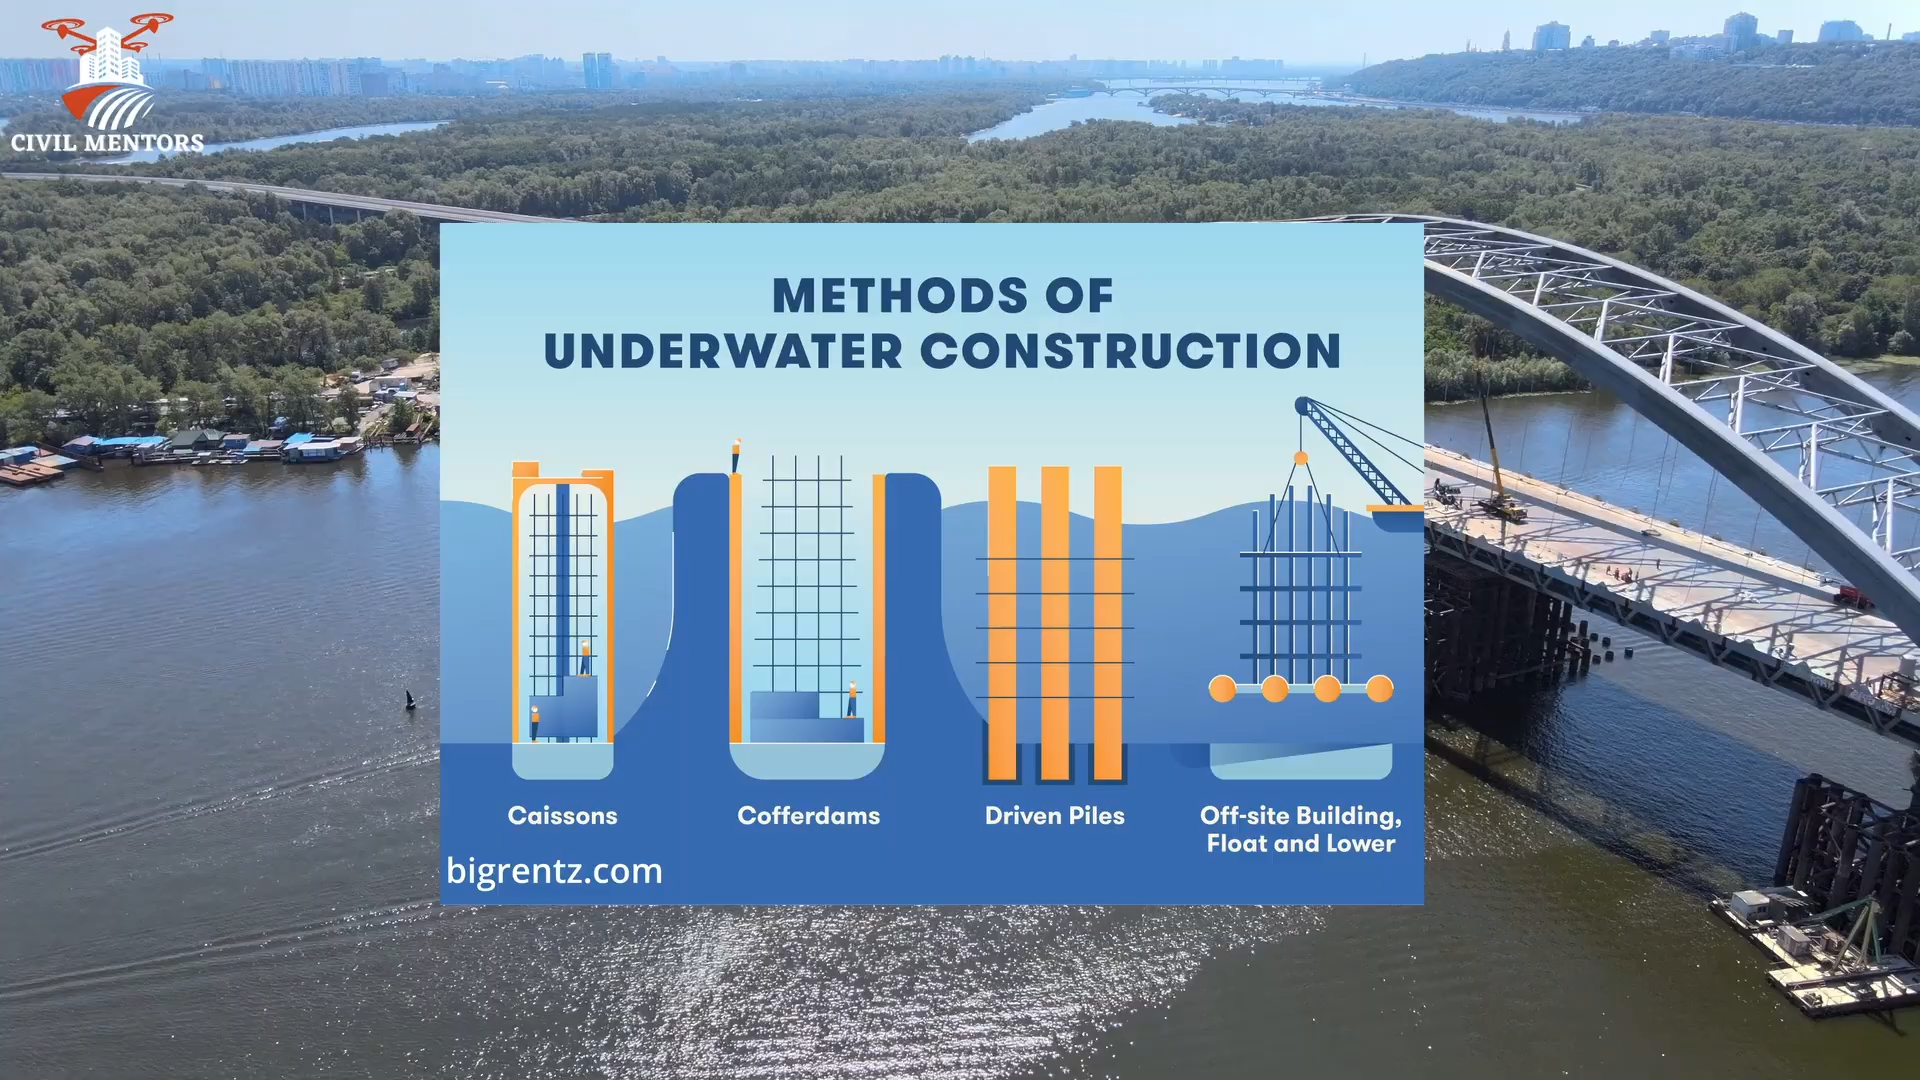 CIVIL MENTORS
METHODS OF
UNDERWATER CONSTRUCTION
Caissons
Cofferdams
Driven Piles
Off-site Building,
Float and Lower
bigrentz.com